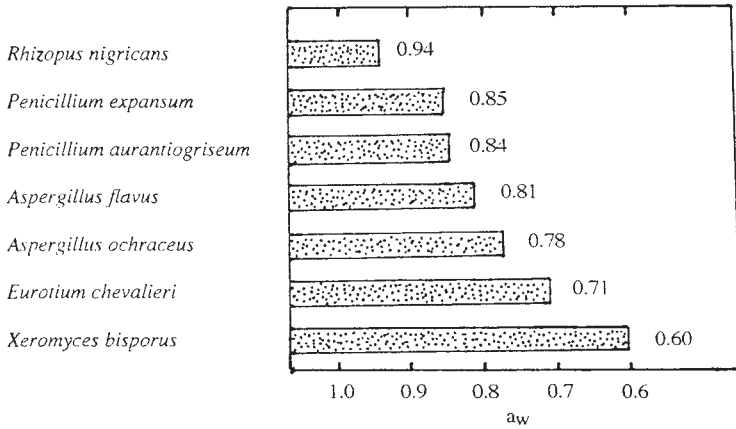 Rhizopus nigricans 0.94
Penicillium expansum 0.85
Penicillium aurantiogriseum 0.84
Aspergillus flavus 0.81
Aspergillus ochraceus 0.78
Eurotium chevalieri 0.71
Xeromyces bisporus 0.60
1.0 0.9 0.8 0.7 0.6
aw